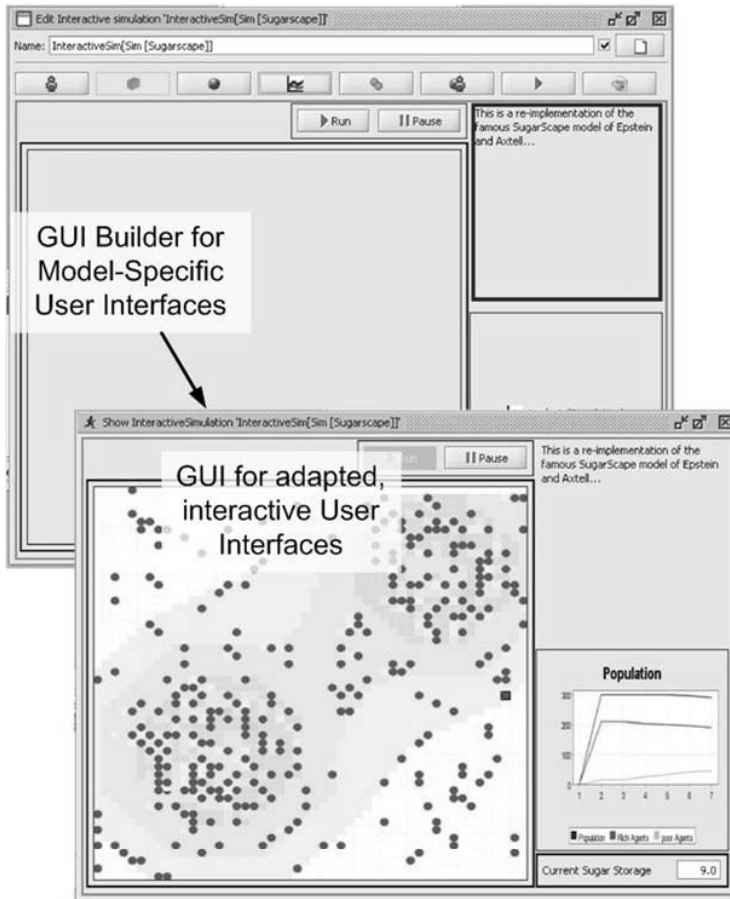 Edit Interactive simulation 'InteractiveSim[Sim [Sugarscape]]'
Name: InteractiveSim[Sim [Sugarscape]]
Run Pause
This is a re-implementation of the
famous SugarScape model of Epstein
and Axtell...
GUI Builder for
Model-Specific
User Interfaces
Show InteractiveSimulation 'InteractiveSim[Sim [Sugarscape]]'
Run Pause
This is a re-implementation of the
famous SugarScape model of Epstein
and Axtell...
GUI for adapted,
interactive User
Interfaces
Population
300
200
100
0
1 2 3 4 5 6 7
Population Rich Agents poor Agents
Current Sugar Storage 9.0